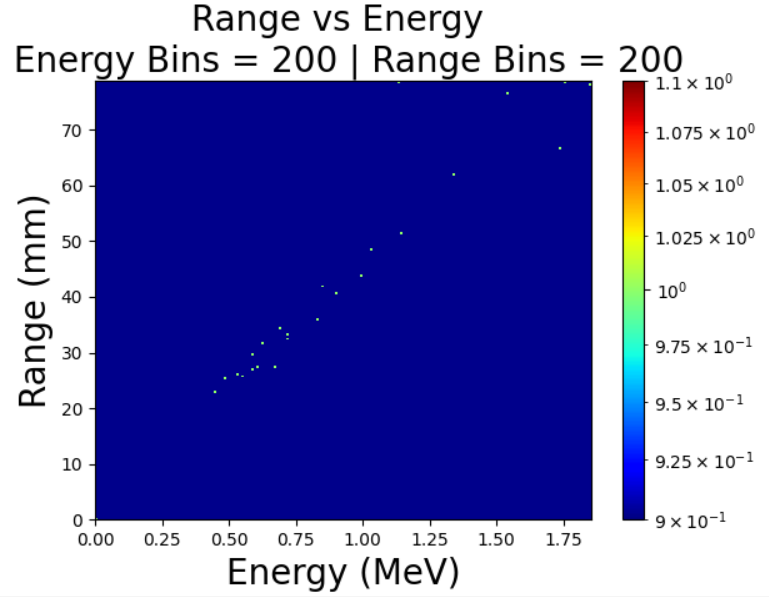 Range vs Energy
Energy Bins = 200 | Range Bins = 200
Range (mm)
70
60
50
40
30
20
10
0
0.00 0.25 0.50 0.75 1.00 1.25 1.50 1.75
Energy (MeV)
1.1 × 10⁰
1.075 × 10⁰
1.05 × 10⁰
1.025 × 10⁰
10⁰
9.75 × 10⁻¹
9.5 × 10⁻¹
9.25 × 10⁻¹
9 × 10⁻¹